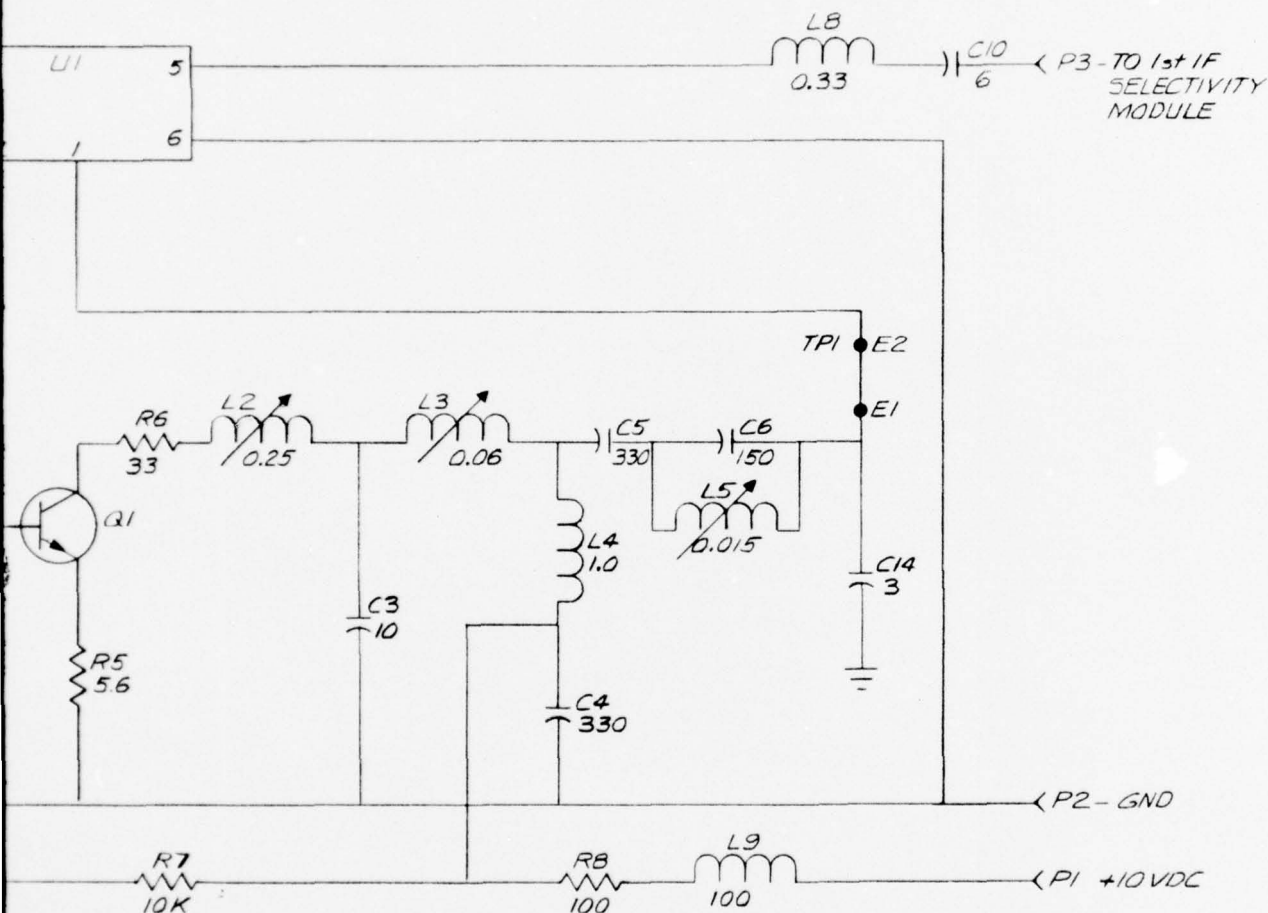 L8
0.33
C10
6
P3-TO 1st IF
SELECTIVITY
MODULE
U1
5
6
1
TP1
E2
E1
R6
33
L2
0.25
L3
0.06
C5
330
C6
150
L5
0.015
Q1
L4
1.0
C14
3
C3
10
R5
5.6
C4
330
P2-GND
R7
10K
R8
100
L9
100
P1 +10VDC